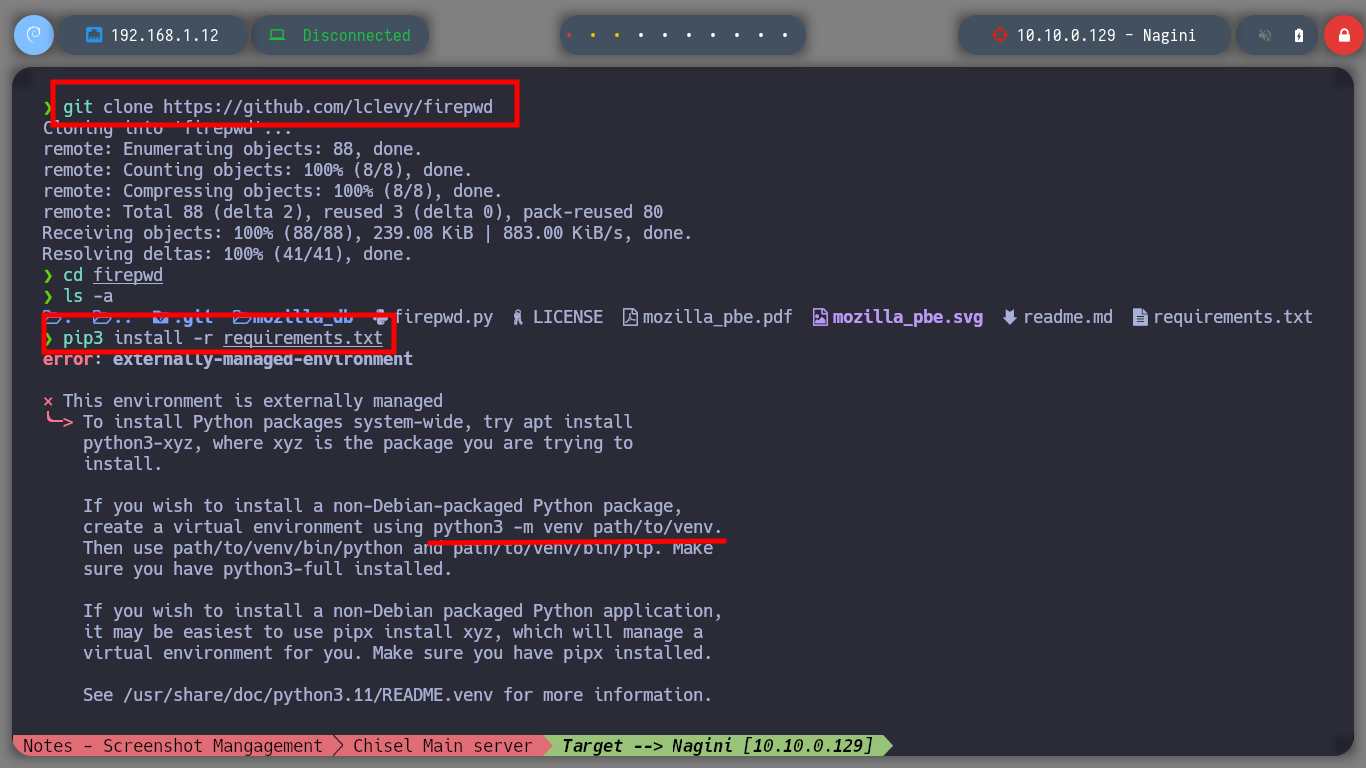 192.168.1.12
Disconnected
10.10.0.129 - Nagini
❯ git clone https://github.com/lclevy/firepwd
Cloning into 'firepwd'...
remote: Enumerating objects: 88, done.
remote: Counting objects: 100% (8/8), done.
remote: Compressing objects: 100% (8/8), done.
remote: Total 88 (delta 2), reused 3 (delta 0), pack-reused 80
Receiving objects: 100% (88/88), 239.08 KiB | 883.00 KiB/s, done.
Resolving deltas: 100% (41/41), done.
❯ cd firepwd
❯ ls -a
. .. .git mozilla_db firepwd.py LICENSE mozilla_pbe.pdf mozilla_pbe.svg readme.md requirements.txt
❯ pip3 install -r requirements.txt
error: externally-managed-environment
× This environment is externally managed
╰─> To install Python packages system-wide, try apt install
python3-xyz, where xyz is the package you are trying to
install.
If you wish to install a non-Debian-packaged Python package,
create a virtual environment using python3 -m venv path/to/venv.
Then use path/to/venv/bin/python and path/to/venv/bin/pip. Make
sure you have python3-full installed.
If you wish to install a non-Debian packaged Python application,
it may be easiest to use pipx install xyz, which will manage a
virtual environment for you. Make sure you have pipx installed.
See /usr/share/doc/python3.11/README.venv for more information.
Notes - Screenshot Mangagement Chisel Main server Target --> Nagini [10.10.0.129]